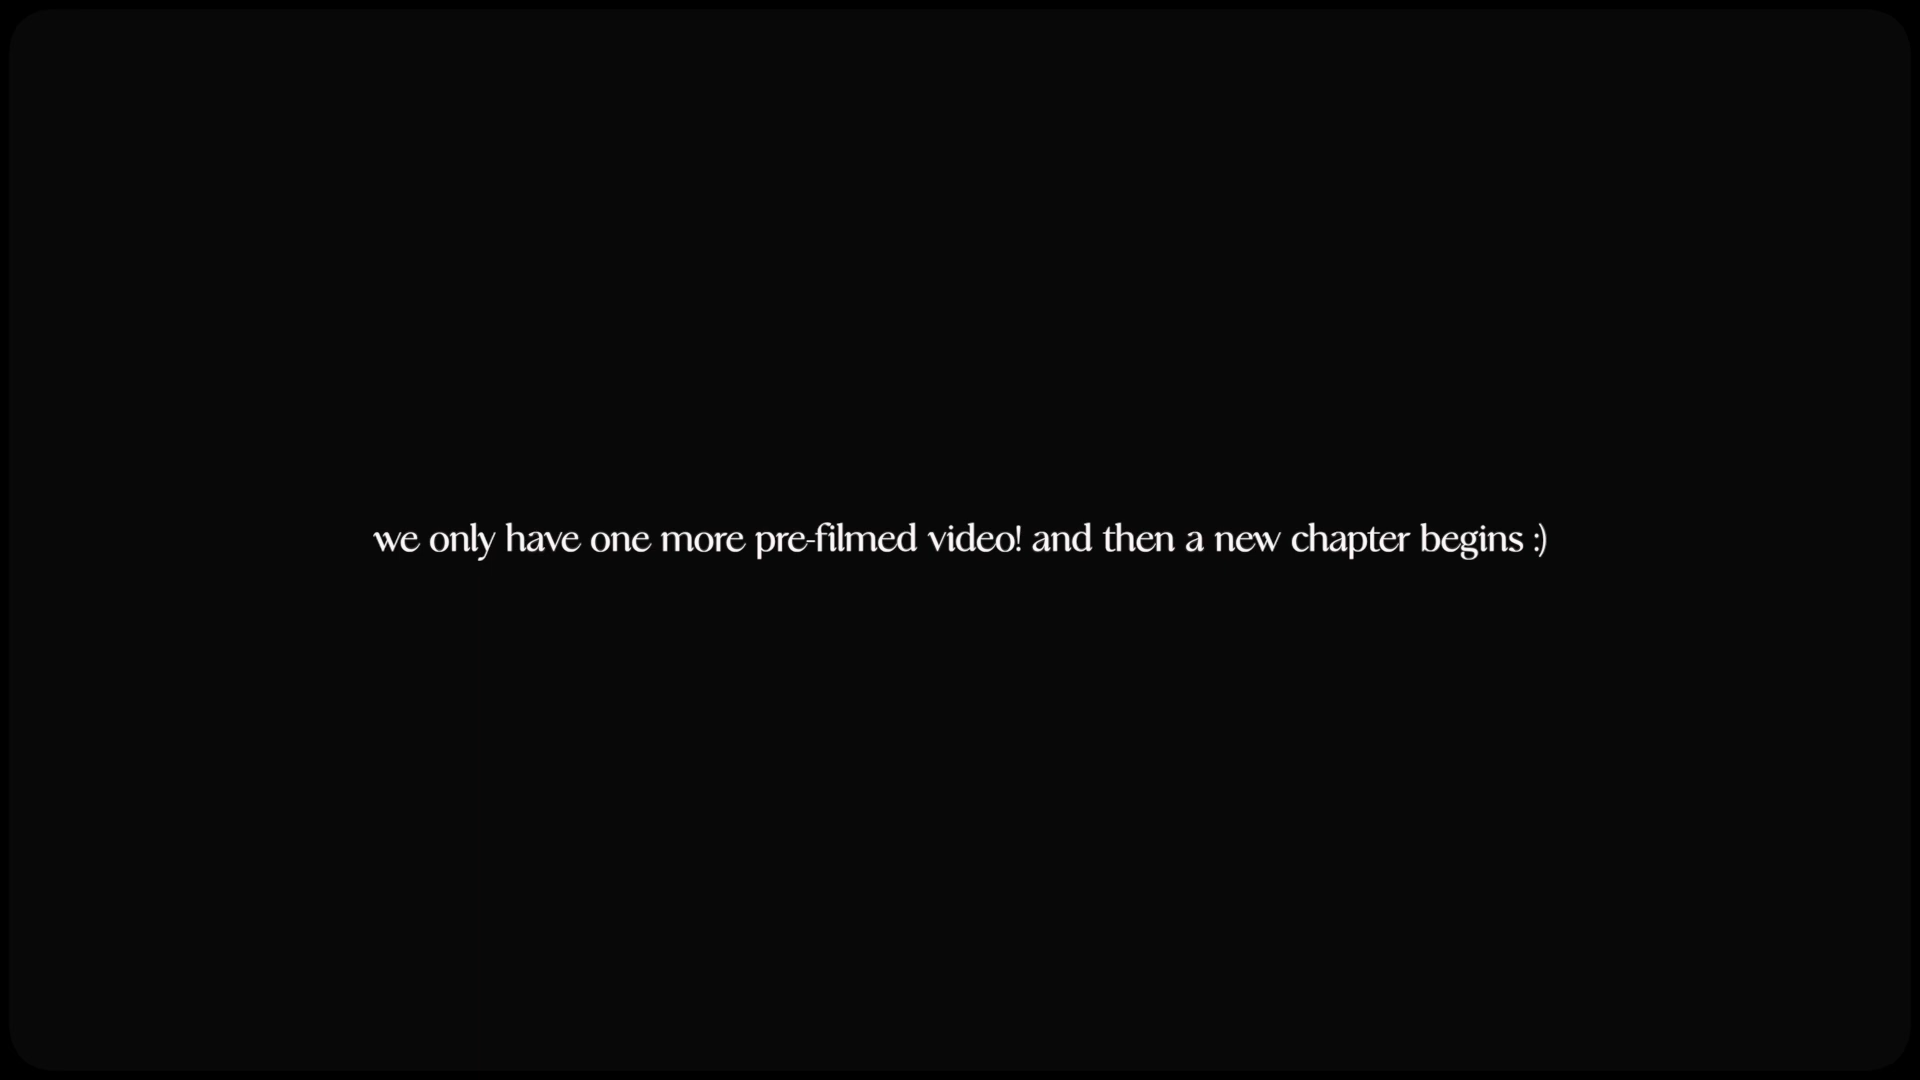 we only have one more pre-filmed video! and then a new chapter begins :)